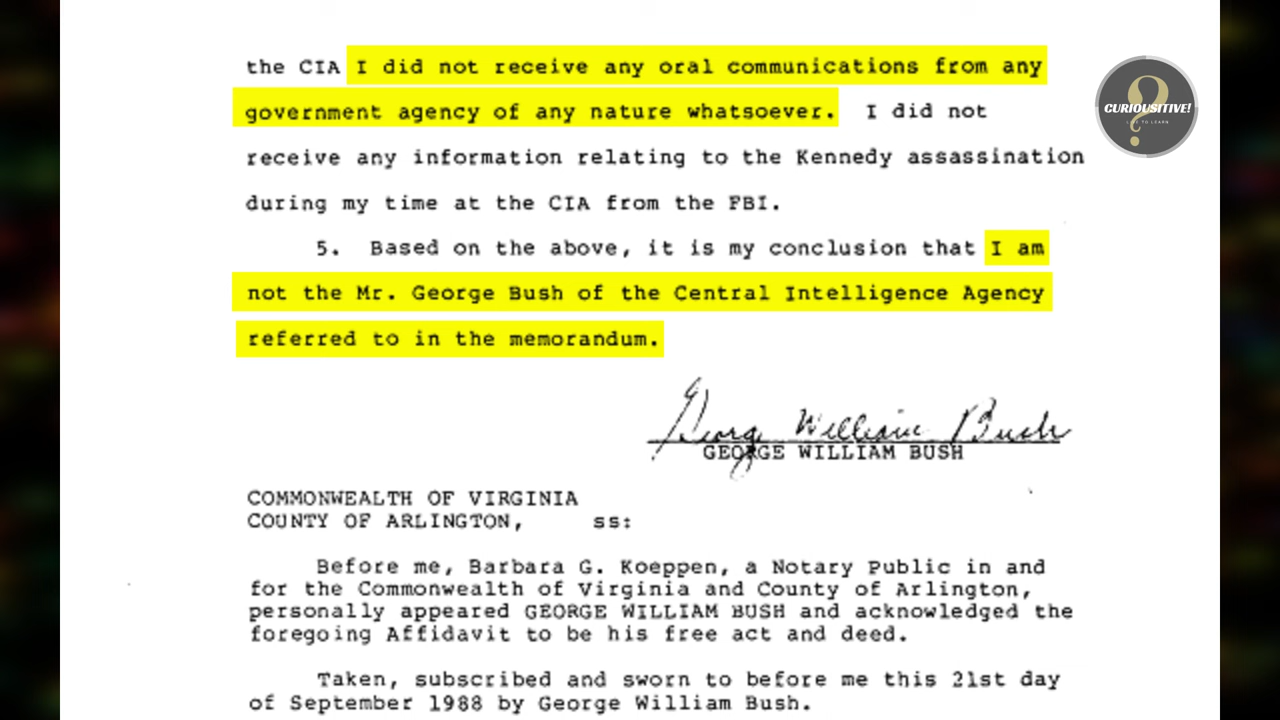 the CIA I did not receive any oral communications from any
government agency of any nature whatsoever. I did not
receive any information relating to the Kennedy assassination
during my time at the CIA from the FBI.
5. Based on the above, it is my conclusion that I am
not the Mr. George Bush of the Central Intelligence Agency
referred to in the memorandum.
George William Bush
GEORGE WILLIAM BUSH
COMMONWEALTH OF VIRGINIA
COUNTY OF ARLINGTON, ss:
Before me, Barbara G. Koeppen, a Notary Public in and
for the Commonwealth of Virginia and County of Arlington,
personally appeared GEORGE WILLIAM BUSH and acknowledged the
foregoing Affidavit to be his free act and deed.
Taken, subscribed and sworn to before me this 21st day
of September 1988 by George William Bush.
CURIOUSITIVE!
TO LEARN